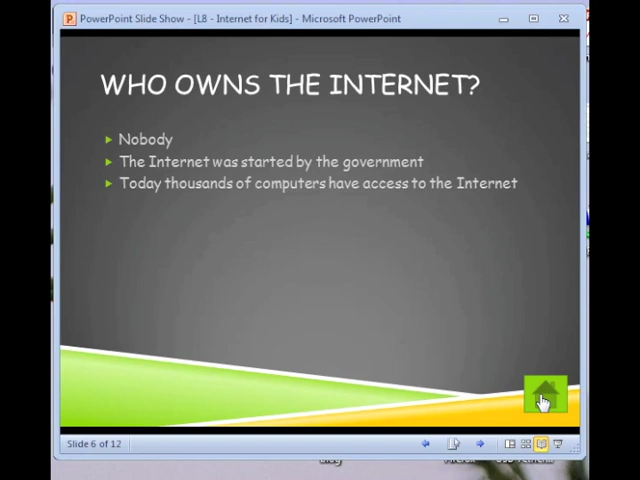 PowerPoint Slide Show - [L8 - Internet for Kids] - Microsoft PowerPoint
WHO OWNS THE INTERNET?
Nobody
The Internet was started by the government
Today thousands of computers have access to the Internet
Slide 6 of 12